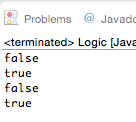 Problems @ Javado
<terminated> Logic [Java
false
true
false
true